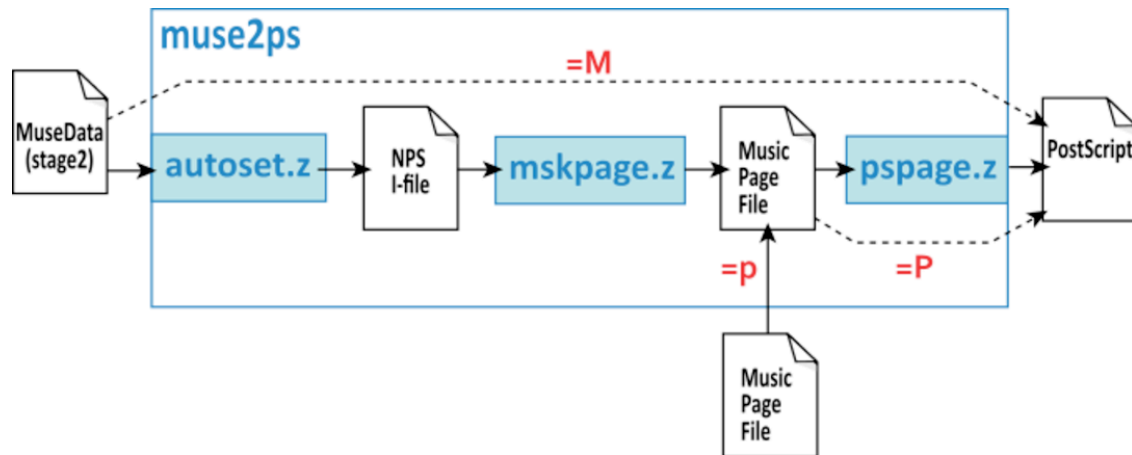 muse2ps
=M
MuseData
(stage2)
autoset.z
NPS
I-file
mskpage.z
Music
Page
File
pspage.z
PostScript
=p
=P
Music
Page
File